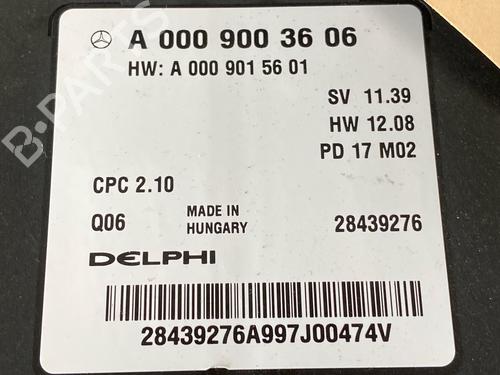 A 000 900 36 06
HW: A 000 901 56 01
SV 11.39
HW 12.08
PD 17 M02
CPC 2.10
Q06
MADE IN
HUNGARY
28439276
DELPHI
28439276A997J00474V
B-PARTS